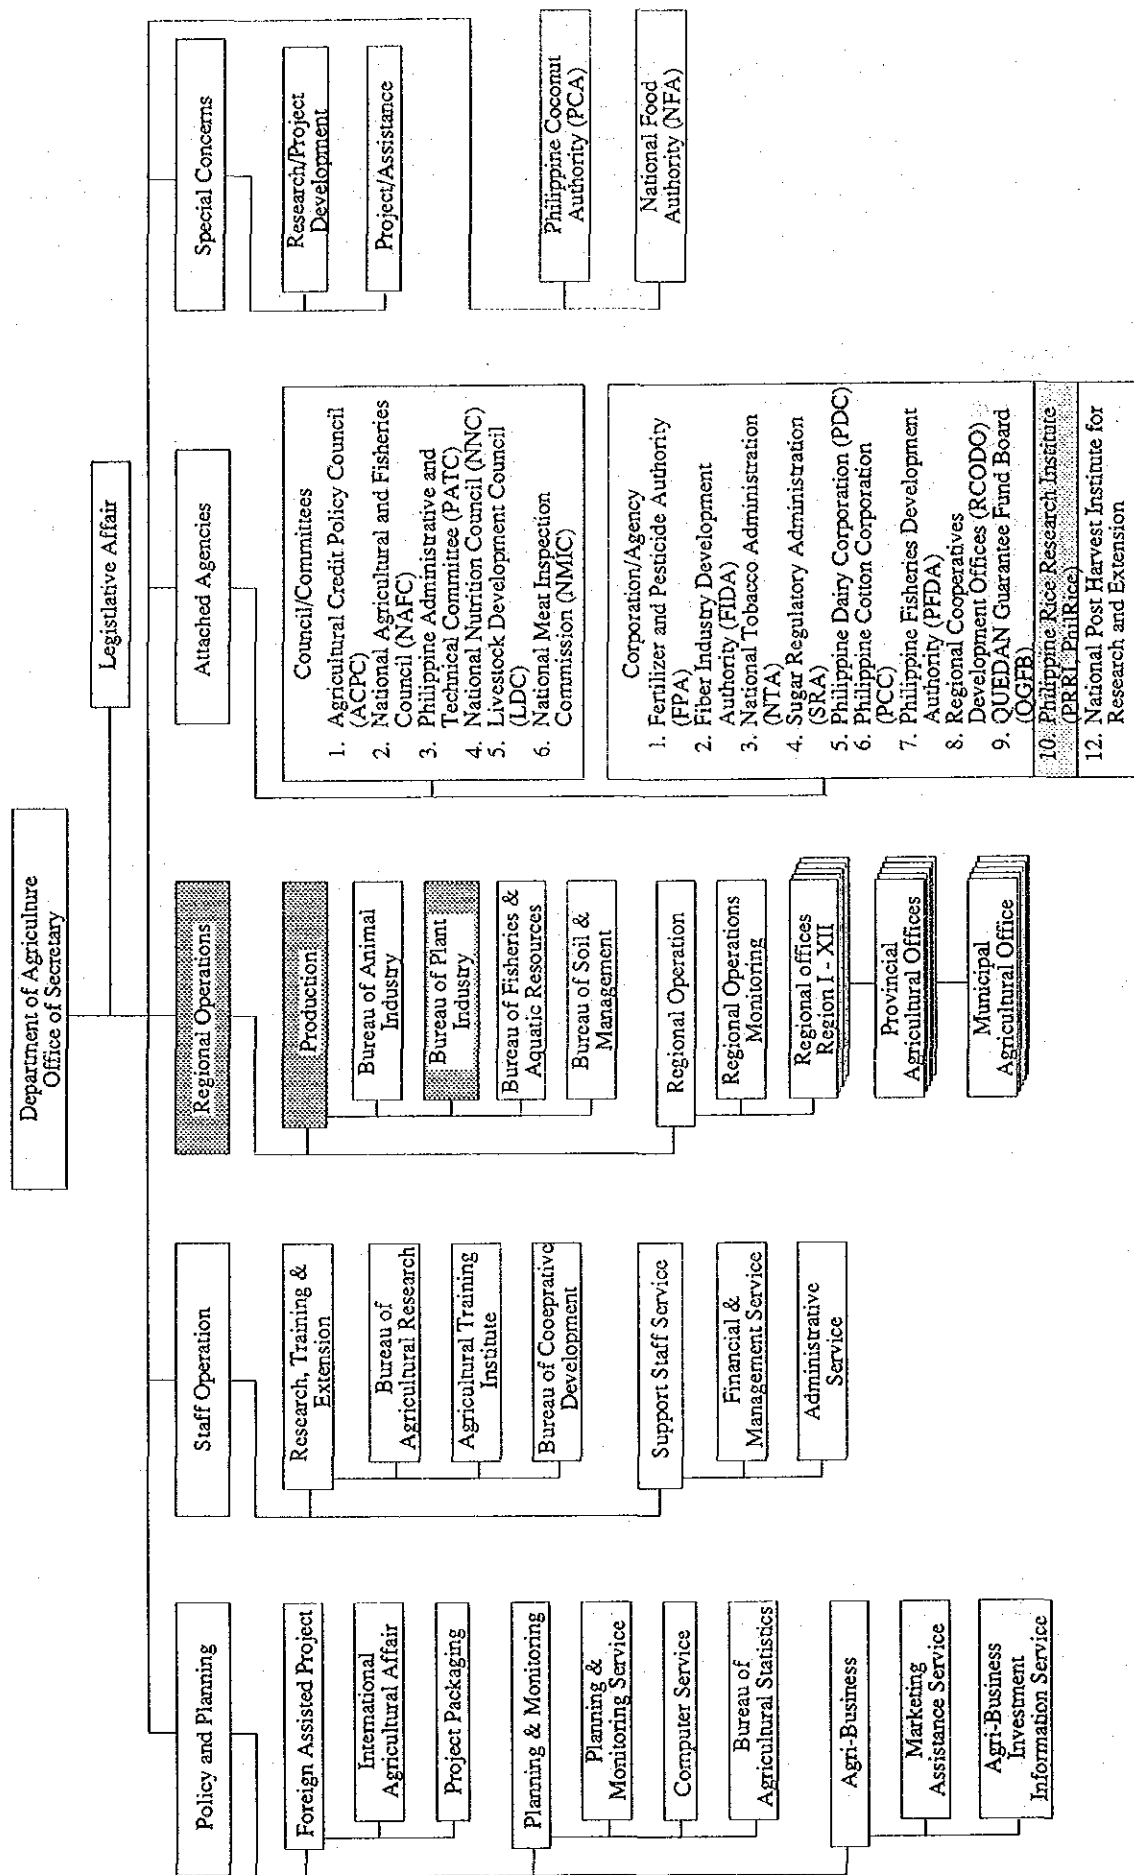 Department of Agriculture
Office of Secretary
Legislative Affair
Policy and Planning
Foreign Assisted Project
International
Agricultural Affair
Project Packaging
Planning & Monitoring
Planning &
Monitoring Service
Computer Service
Bureau of
Agricultural Statistics
Agri-Business
Marketing
Assistance Service
Agri-Business
Investment
Information Service
Staff Operation
Research, Training &
Extension
Bureau of
Agricultural Research
Agricultural Training
Institute
Bureau of Cooeprative
Development
Support Staff Service
Financial &
Management Service
Administrative
Service
Regional Operations
Production
Bureau of Animal
Industry
Bureau of Plant
Industry
Bureau of Fisheries &
Aquatic Resources
Bureau of Soil &
Management
Regional Operation
Regional Operations
Monitoring
Regional offices
Region I - XII
Provincial
Agricultural Offices
Municipal
Agricultural Office
Attached Agencies
Council/Committees
1. Agricultural Credit Policy Council
(ACPC)
2. National Agricultural and Fisheries
Council (NAFC)
3. Philippine Administrative and
Technical Committee (PATC)
4. National Nutrition Council (NNC)
5. Livestock Development Council
(LDC)
6. National Meat Inspection
Commission (NMIC)
Corporation/Agency
1. Fertilizer and Pesticide Authority
(FPA)
2. Fiber Industry Development
Authority (FIDA)
3. National Tobacco Administration
(NTA)
4. Sugar Regulatory Administration
(SRA)
5. Philippine Dairy Corporation (PDC)
6. Philippine Cotton Corporation
(PCC)
7. Philippine Fisheries Development
Authority (PFDA)
8. Regional Cooperatives
Development Offices (RCODO)
9. QUEDAN Guarantee Fund Board
(QGFB)
10. Philippine Rice Research Institute
(PRRI, PhilRice)
12. National Post Harvest Institute for
Research and Extension
Special Concerns
Research/Project
Development
Project/Assistance
Philippine Coconut
Authority (PCA)
National Food
Authority (NFA)